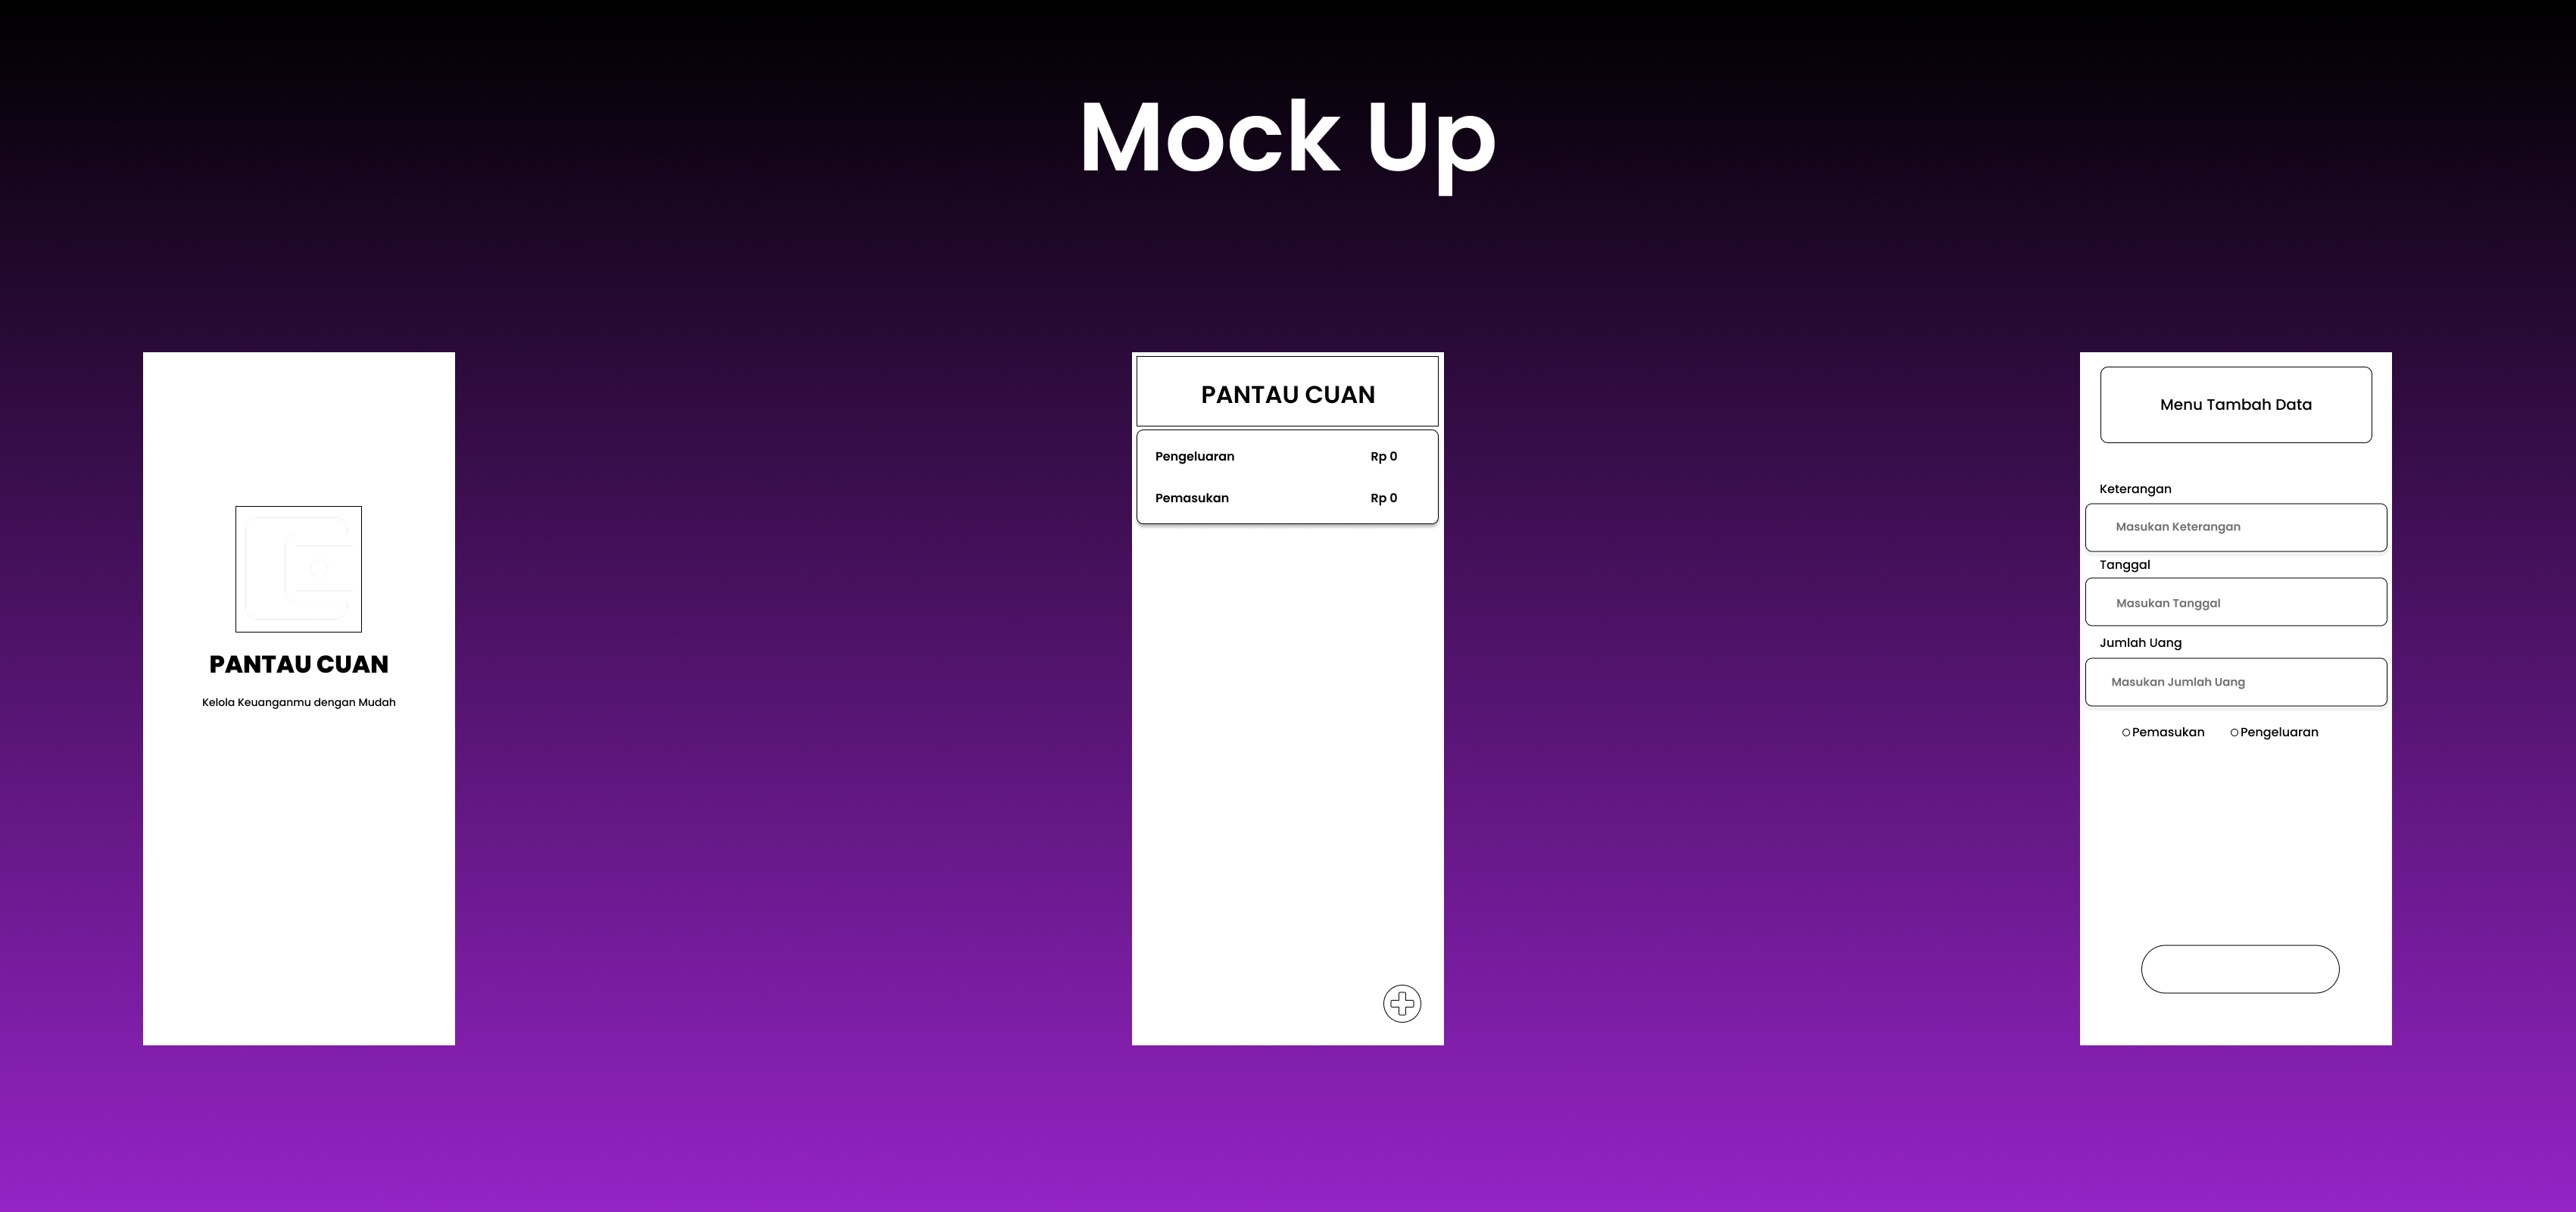 Mock Up
PANTAU CUAN
Kelola Keuanganmu dengan Mudah
PANTAU CUAN
Pengeluaran Rp 0
Pemasukan Rp 0
Menu Tambah Data
Keterangan
Masukan Keterangan
Tanggal
Masukan Tanggal
Jumlah Uang
Masukan Jumlah Uang
Pemasukan Pengeluaran